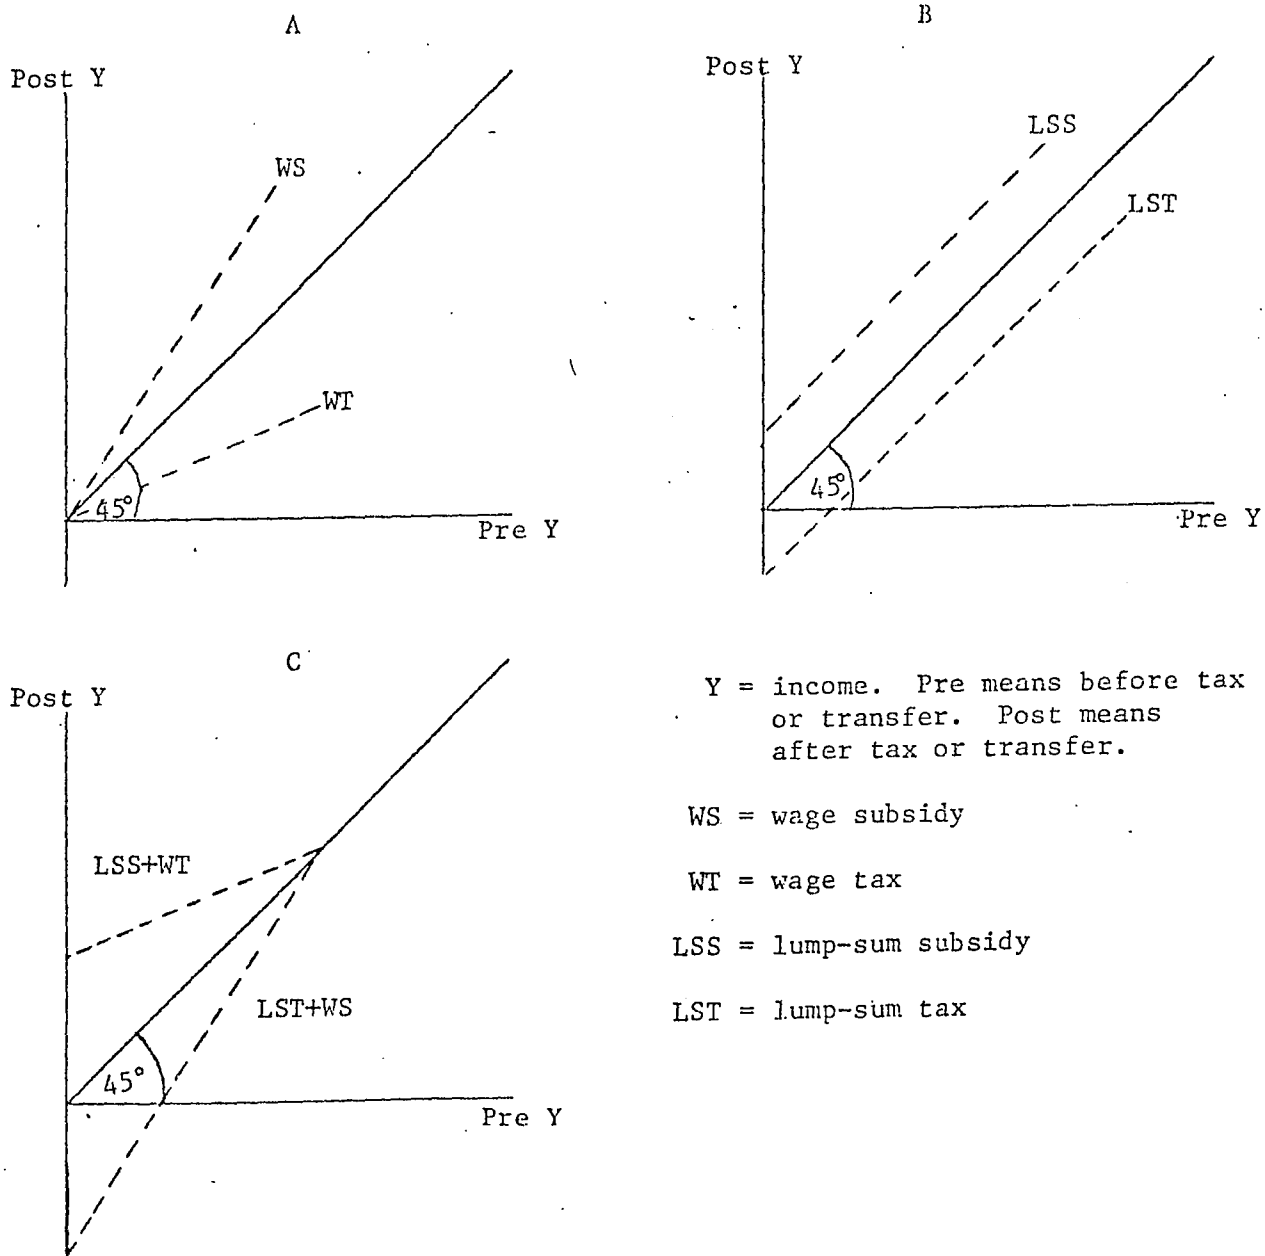 A
Post Y
WS
WT
45°
Pre Y
B
Post Y
LSS
LST
45°
Pre Y
C
Post Y
LSS+WT
LST+WS
45°
Pre Y
Y = income. Pre means before tax
or transfer. Post means
after tax or transfer.
WS = wage subsidy
WT = wage tax
LSS = lump-sum subsidy
LST = lump-sum tax